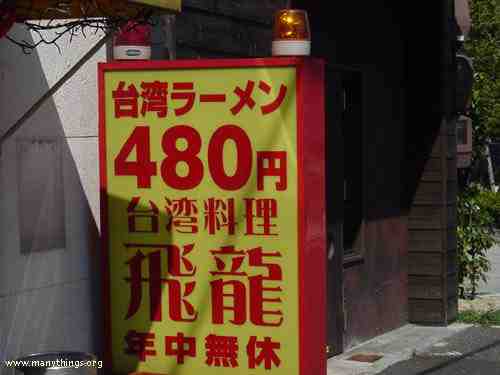 台湾ラーメン
480円
台湾料理
飛龍
年中無休
www.manythings.org